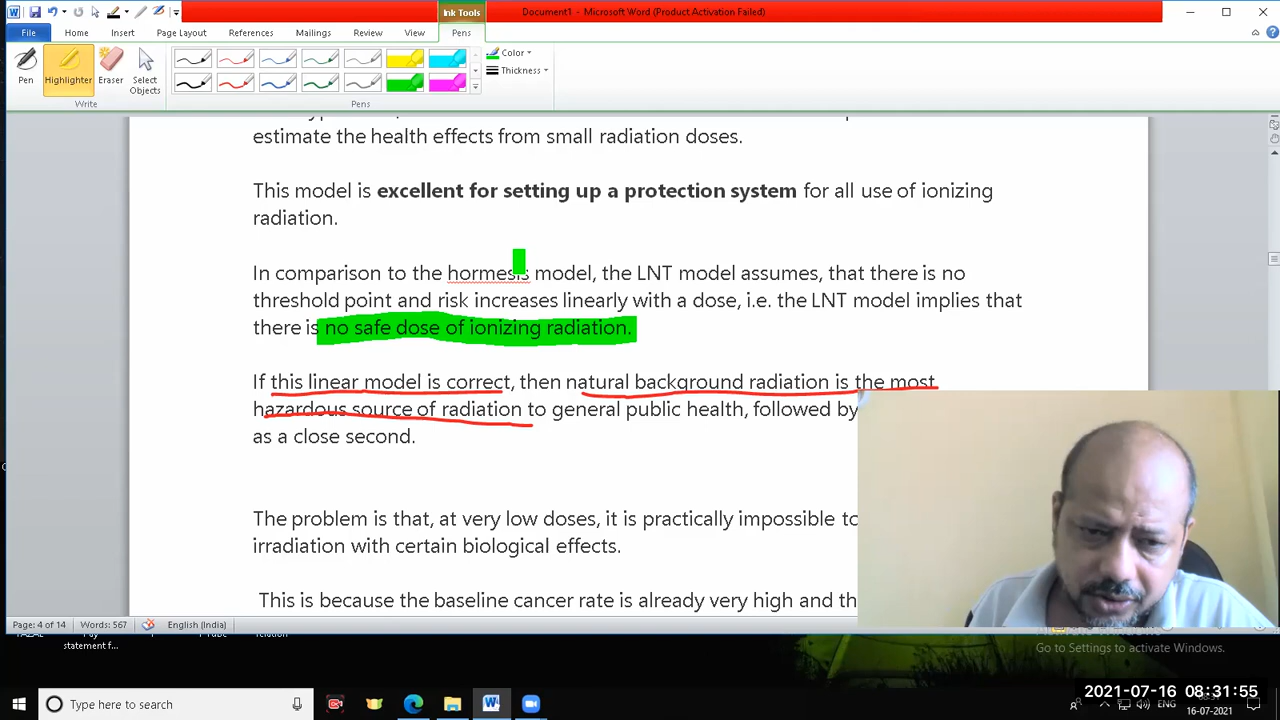 Ink Tools
Document1 - Microsoft Word (Product Activation Failed)
File Home Insert Page Layout References Mailings Review View Pens
Pen Highlighter Eraser Select Objects
Color
Thickness
Write
Pens
estimate the health effects from small radiation doses.
This model is excellent for setting up a protection system for all use of ionizing
radiation.
In comparison to the hormesis model, the LNT model assumes, that there is no
threshold point and risk increases linearly with a dose, i.e. the LNT model implies that
there is no safe dose of ionizing radiation.
If this linear model is correct, then natural background radiation is the most
hazardous source of radiation to general public health, followed by
as a close second.
The problem is that, at very low doses, it is practically impossible to
irradiation with certain biological effects.
This is because the baseline cancer rate is already very high and
Page: 4 of 14 Words: 567 English (India)
statement f...
Go to Settings to activate Windows.
Type here to search
ENG
2021-07-16 08:31:55
16-07-2021